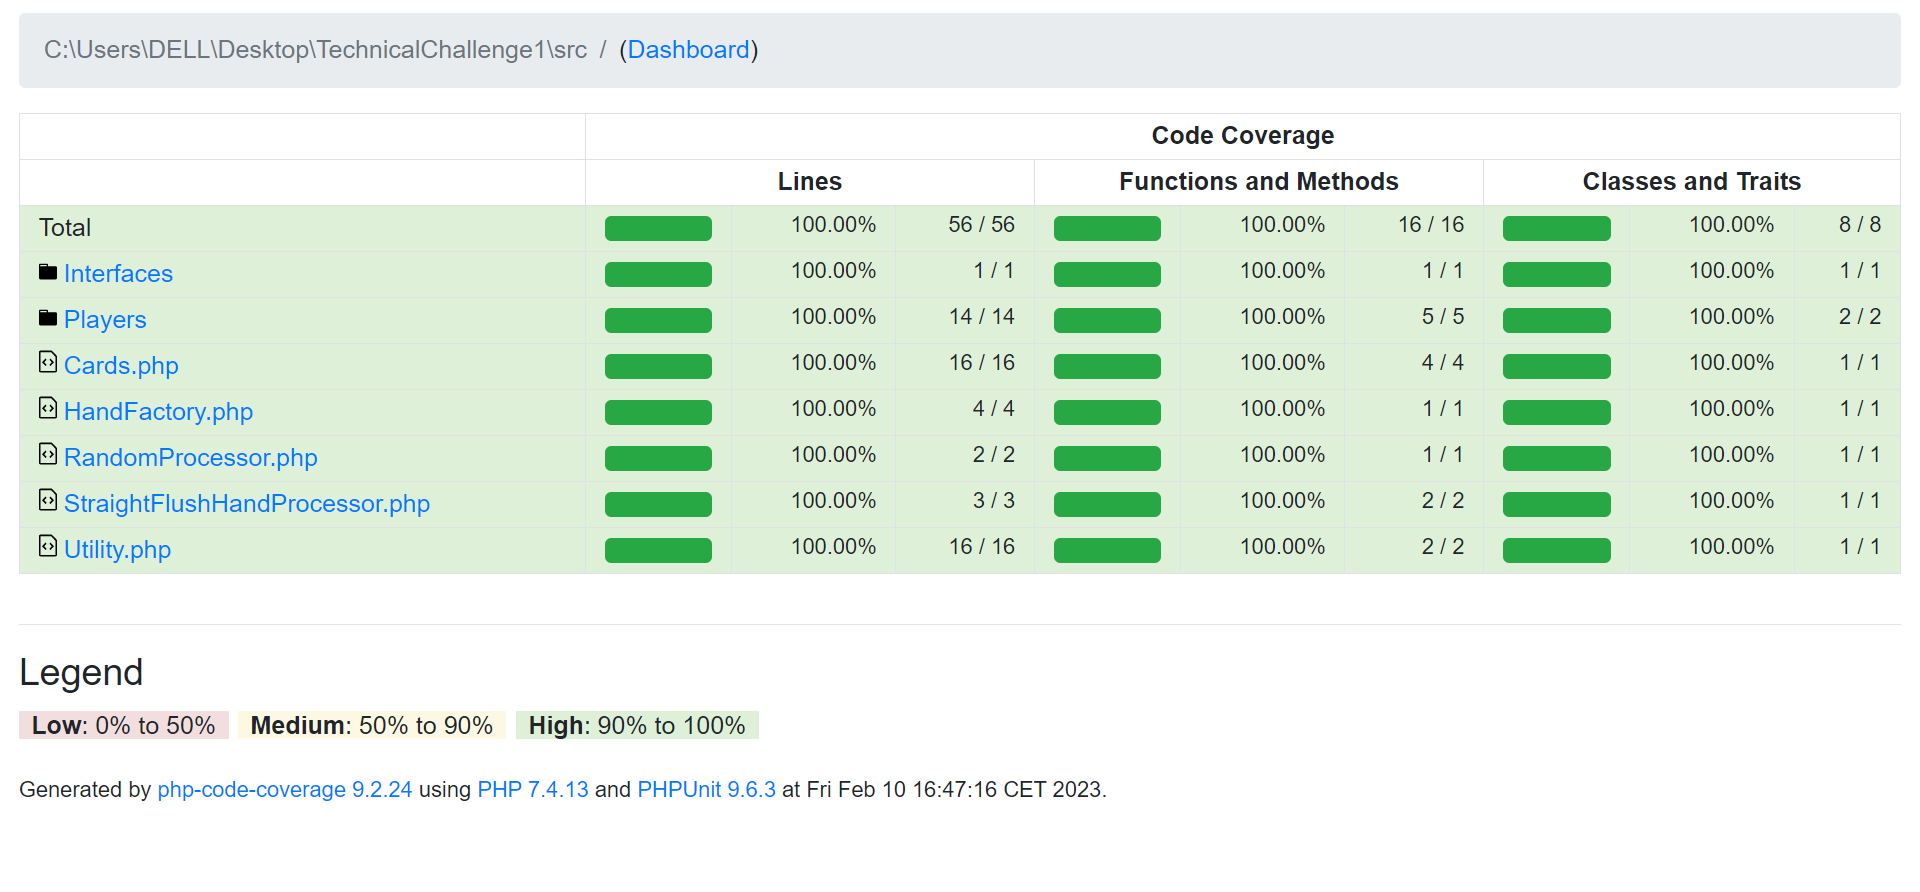 C:\Users\DELL\Desktop\TechnicalChallenge1\src / (Dashboard)
Code Coverage
Lines Functions and Methods Classes and Traits
Total 100.00% 56 / 56 100.00% 16 / 16 100.00% 8 / 8
Interfaces 100.00% 1 / 1 100.00% 1 / 1 100.00% 1 / 1
Players 100.00% 14 / 14 100.00% 5 / 5 100.00% 2 / 2
Cards.php 100.00% 16 / 16 100.00% 4 / 4 100.00% 1 / 1
HandFactory.php 100.00% 4 / 4 100.00% 1 / 1 100.00% 1 / 1
RandomProcessor.php 100.00% 2 / 2 100.00% 1 / 1 100.00% 1 / 1
StraightFlushHandProcessor.php 100.00% 3 / 3 100.00% 2 / 2 100.00% 1 / 1
Utility.php 100.00% 16 / 16 100.00% 2 / 2 100.00% 1 / 1
Legend
Low: 0% to 50% Medium: 50% to 90% High: 90% to 100%
Generated by php-code-coverage 9.2.24 using PHP 7.4.13 and PHPUnit 9.6.3 at Fri Feb 10 16:47:16 CET 2023.